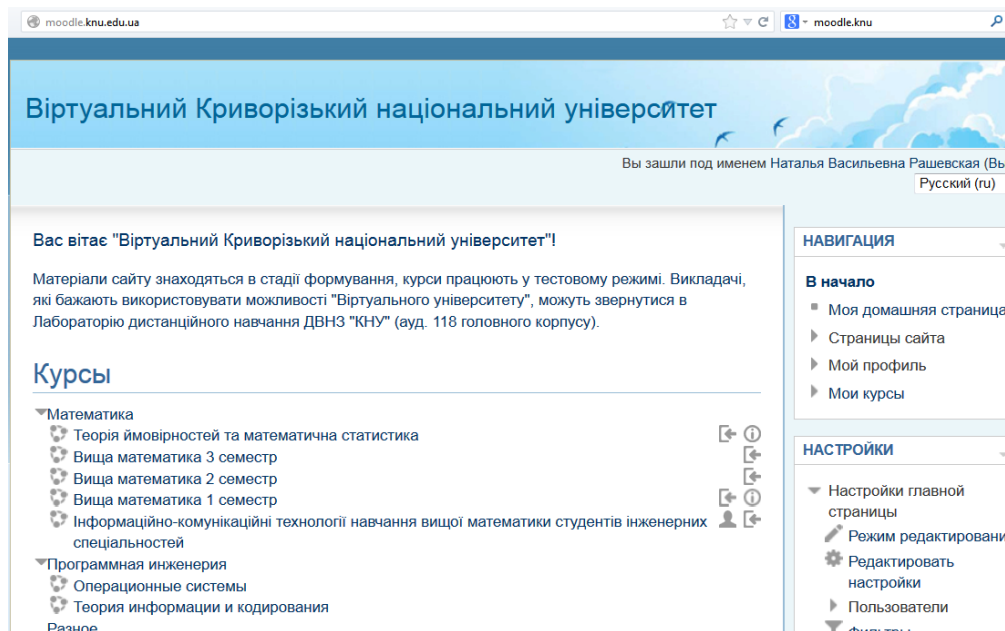 moodle.knu.edu.ua
moodle.knu
Віртуальний Криворізький національний університет
Вы зашли под именем Наталья Васильевна Рашевская (Вы
Русский (ru)
Вас вітає "Віртуальний Криворізький національний університет"!
Матеріали сайту знаходяться в стадії формування, курси працюють у тестовому режимі. Викладачі,
які бажають використовувати можливості "Віртуального університету", можуть звернутися в
Лабораторію дистанційного навчання ДВНЗ "КНУ" (ауд. 118 головного корпусу).
Курсы
Математика
Теорія ймовірностей та математична статистика
Вища математика 3 семестр
Вища математика 2 семестр
Вища математика 1 семестр
Інформаційно-комунікаційні технології навчання вищої математики студентів інженерних
спеціальностей
Программная инженерия
Операционные системы
Теория информации и кодирования
Разное
НАВИГАЦИЯ
В начало
Моя домашняя страница
Страницы сайта
Мой профиль
Мои курсы
НАСТРОЙКИ
Настройки главной
страницы
Режим редактировани
Редактировать
настройки
Пользователи
Фильтры